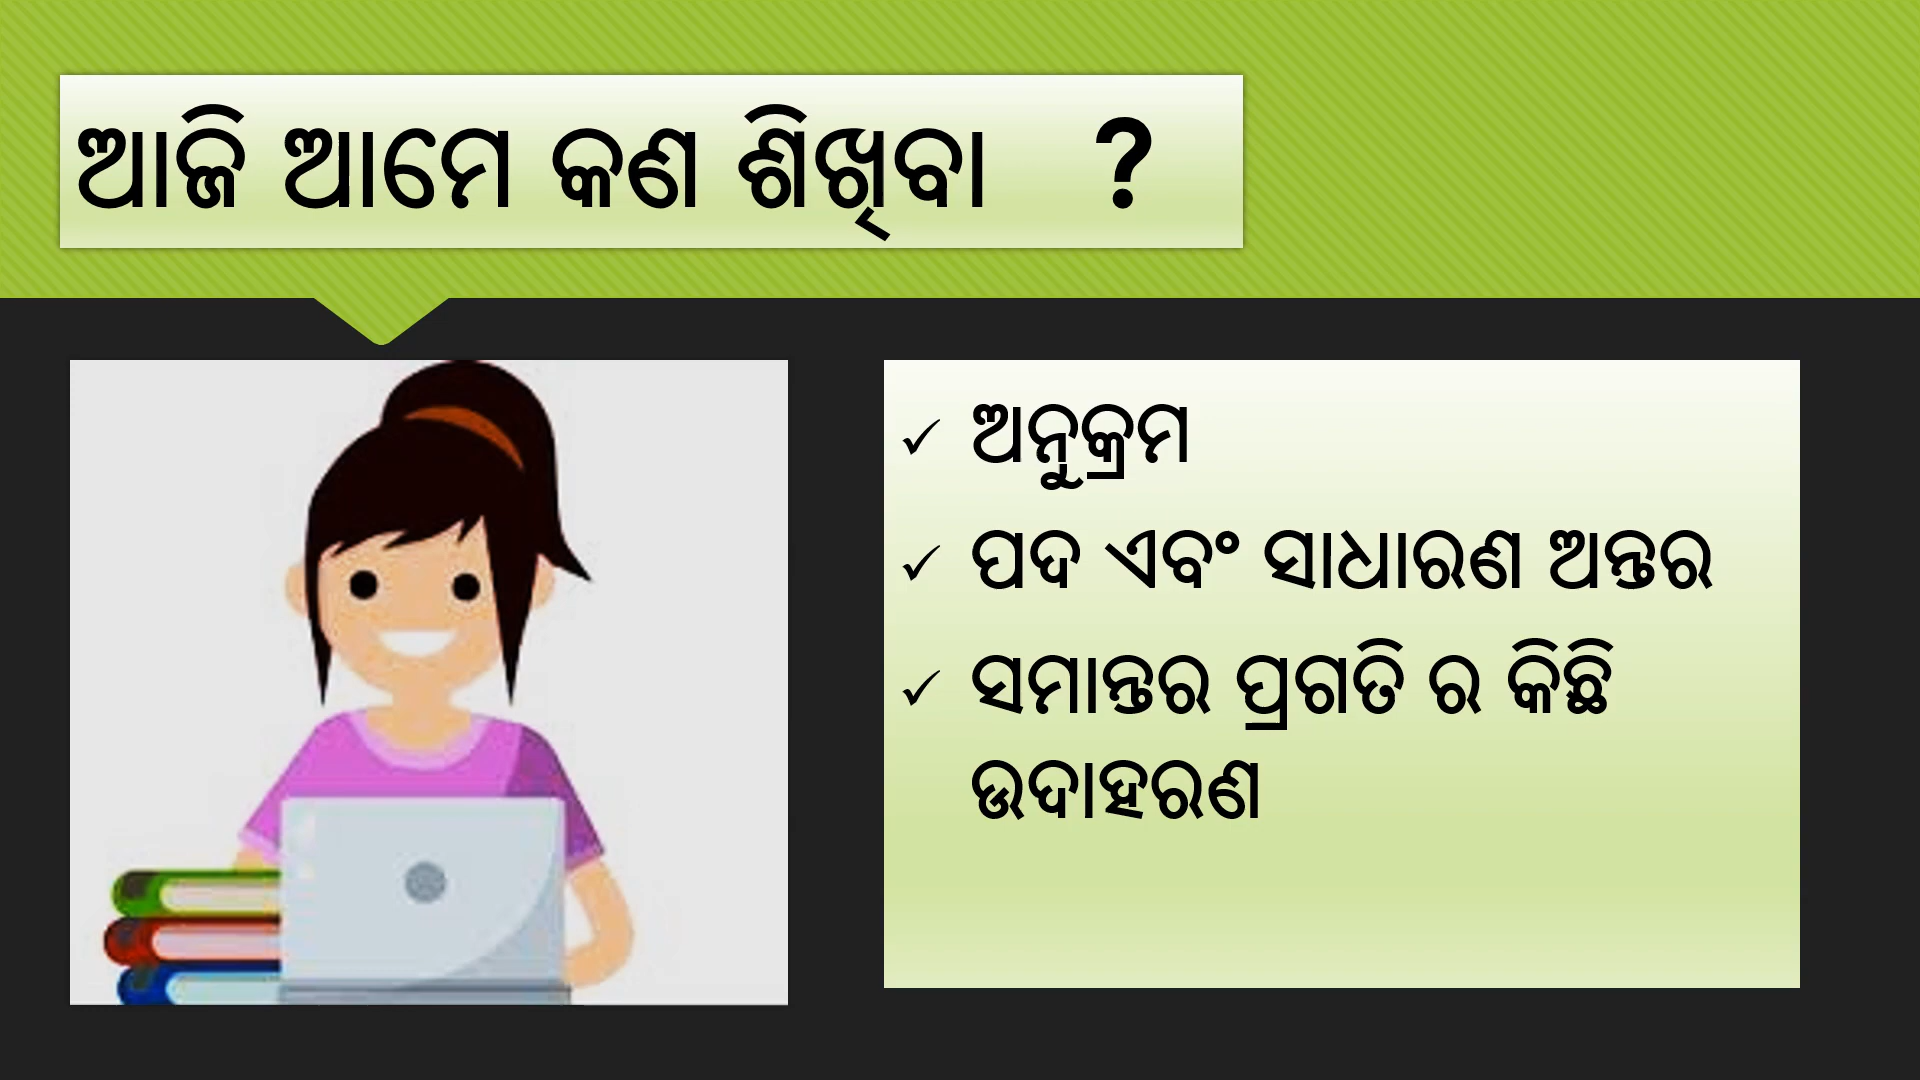 ଆଜି ଆମେ କଣ ଶିଖିବା ?
✓ ଅନୁକ୍ରମ
✓ ପଦ ଏବଂ ସାଧାରଣ ଅନ୍ତର
✓ ସମାନ୍ତର ପ୍ରଗତି ର କିଛି
ଉଦାହରଣ